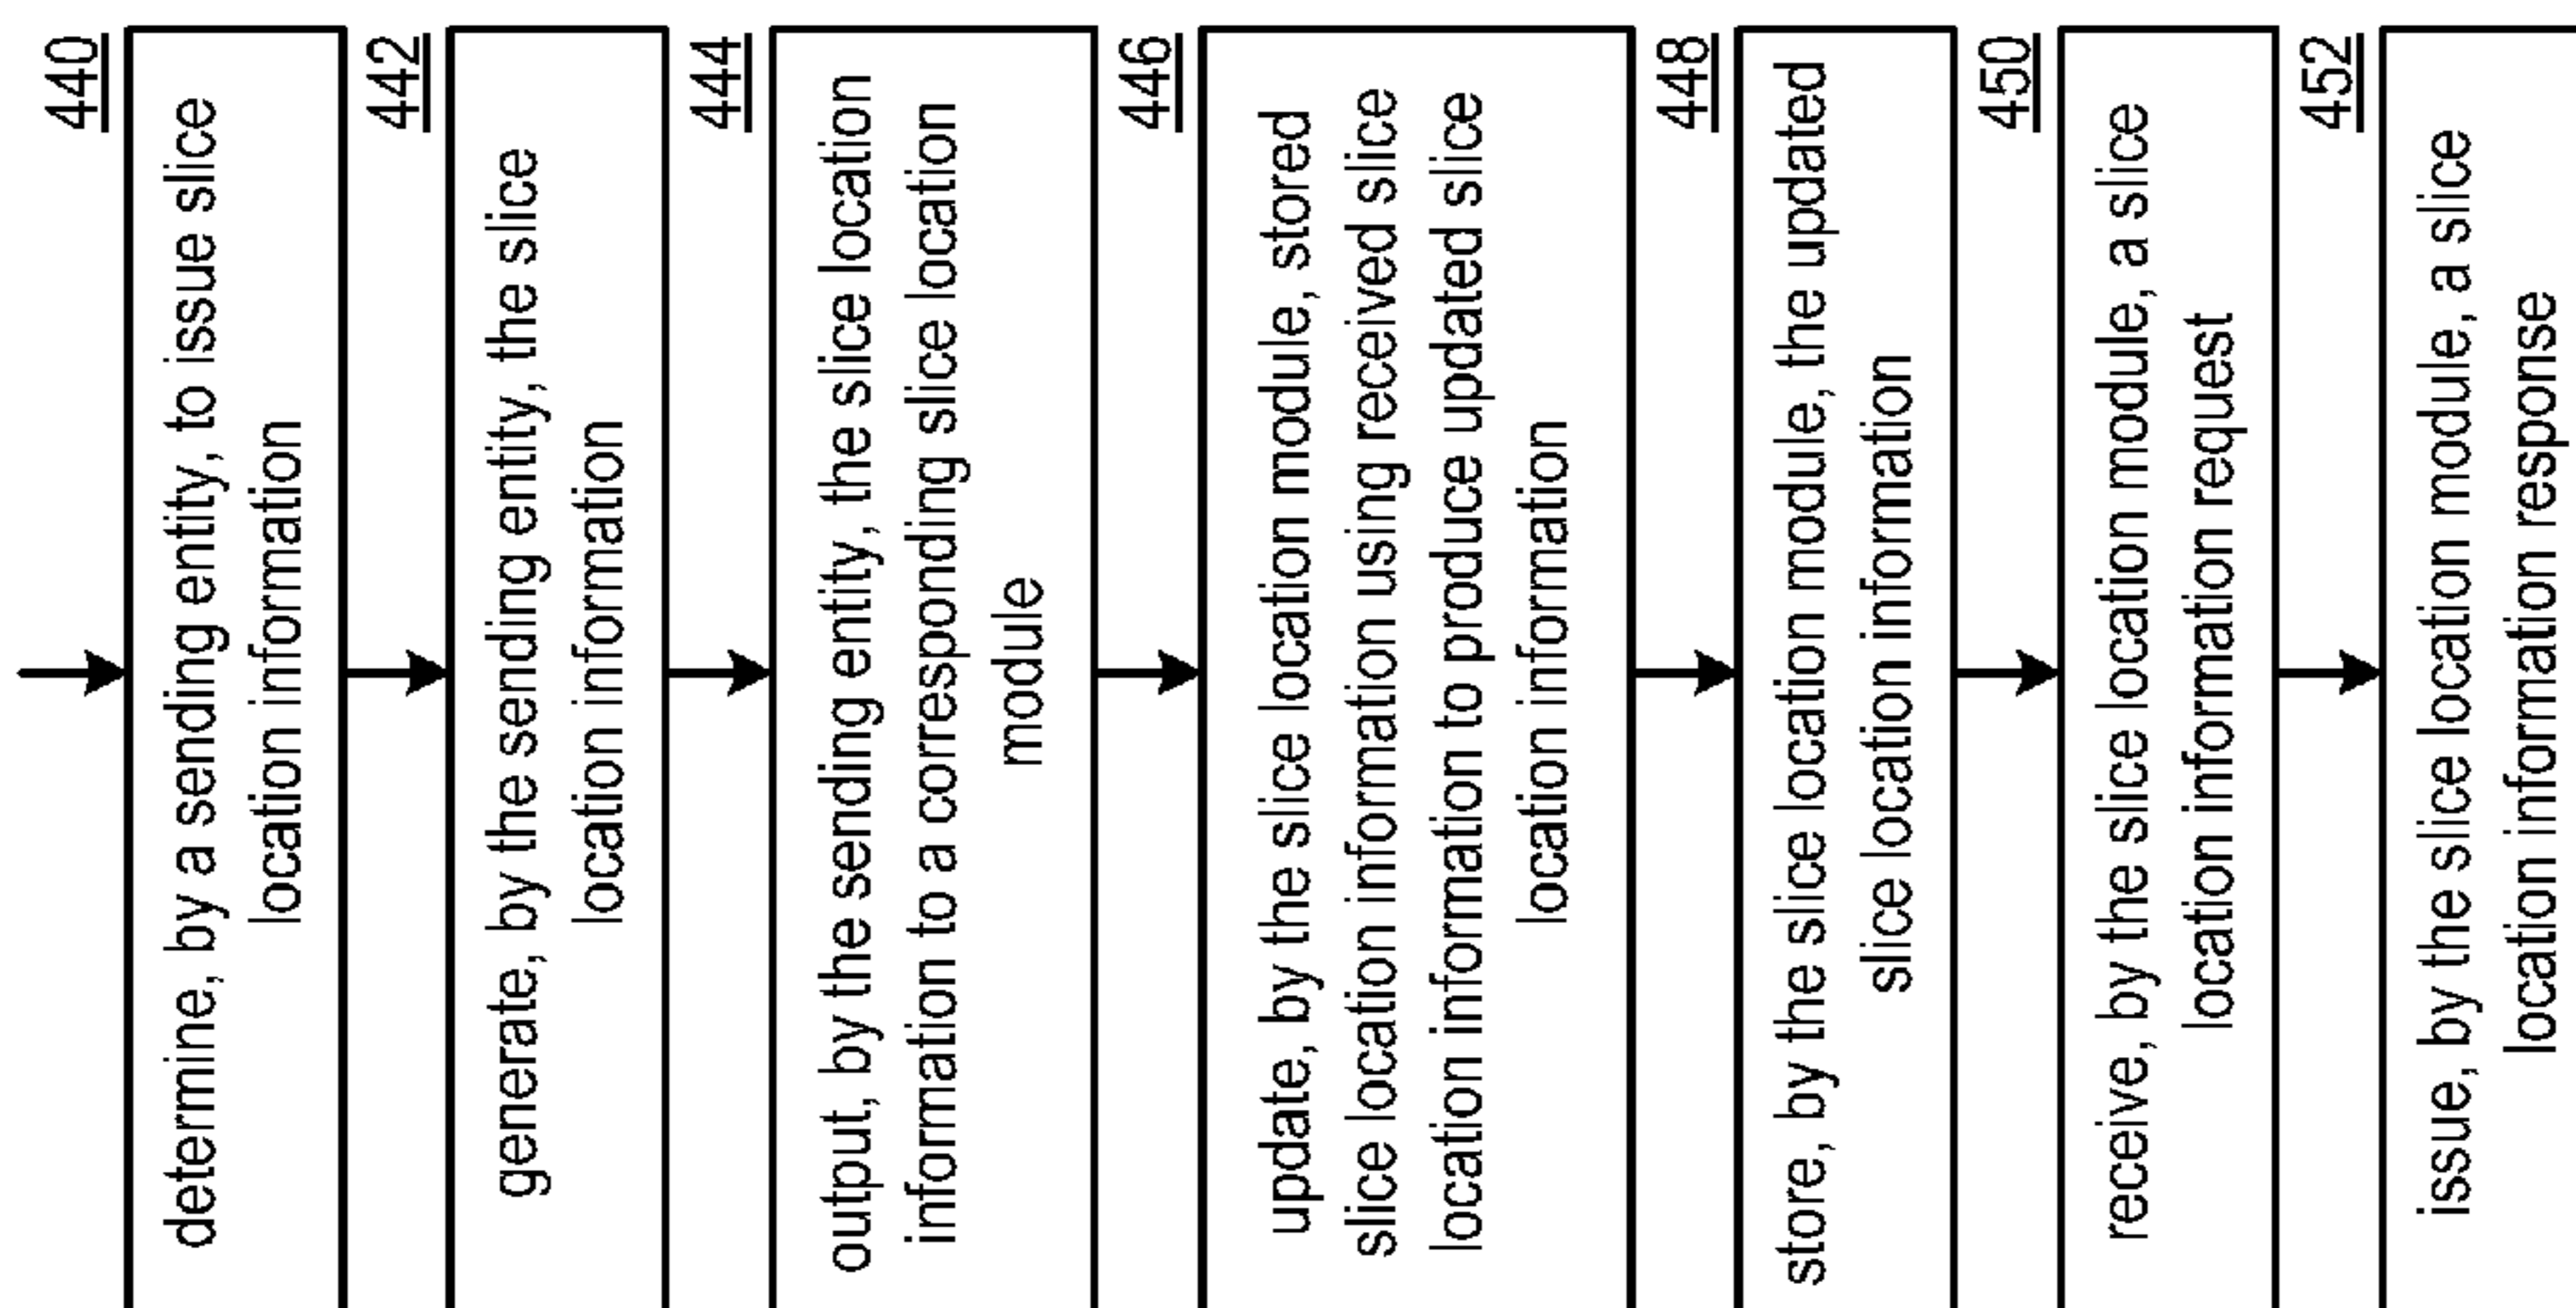 440
determine, by a sending entity, to issue slice
location information
442
generate, by the sending entity, the slice
location information
444
output, by the sending entity, the slice location
information to a corresponding slice location
module
446
update, by the slice location module, stored
slice location information using received slice
location information to produce updated slice
location information
448
store, by the slice location module, the updated
slice location information
450
receive, by the slice location module, a slice
location information request
452
issue, by the slice location module, a slice
location information response